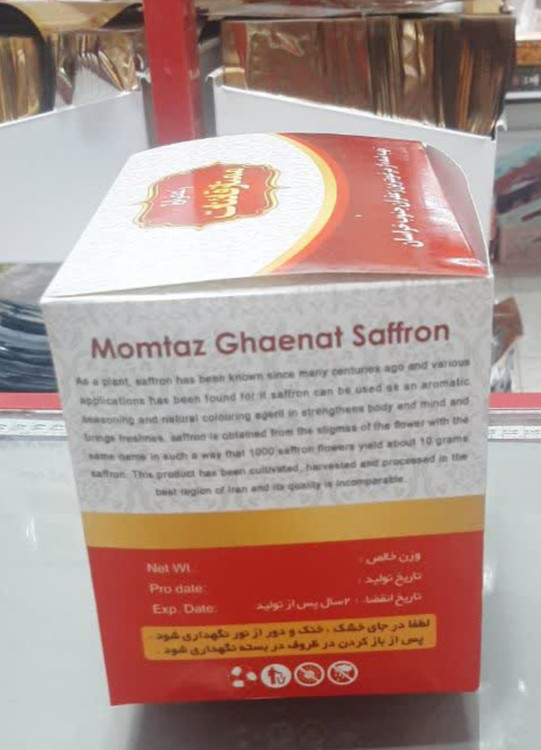 Momtaz Ghaenat Saffron
As a plant, saffron has been known since many centuries ago and various
applications has been found for it saffron can be used as an aromatic
seasoning and natural colouring agent in strengthens body and mind and
brings freshnes, saffron is obtained from the stigmas of the flower with the
same name in such a way that 1000 saffron flowers yield about 10 grams
saffron. This product has been cultivated, harvested and processed in the
best region of Iran and its quality is incomparable.
Net Wt.:
وزن خالص :
Pro date:
تاریخ تولید :
Exp. Date:
تاریخ انقضاء : ۲سال پس از تولید
لطفا در جای خشک ، خنک و دور از نور نگهداری شود .
پس از باز کردن در ظروف در بسته نگهداری شود .